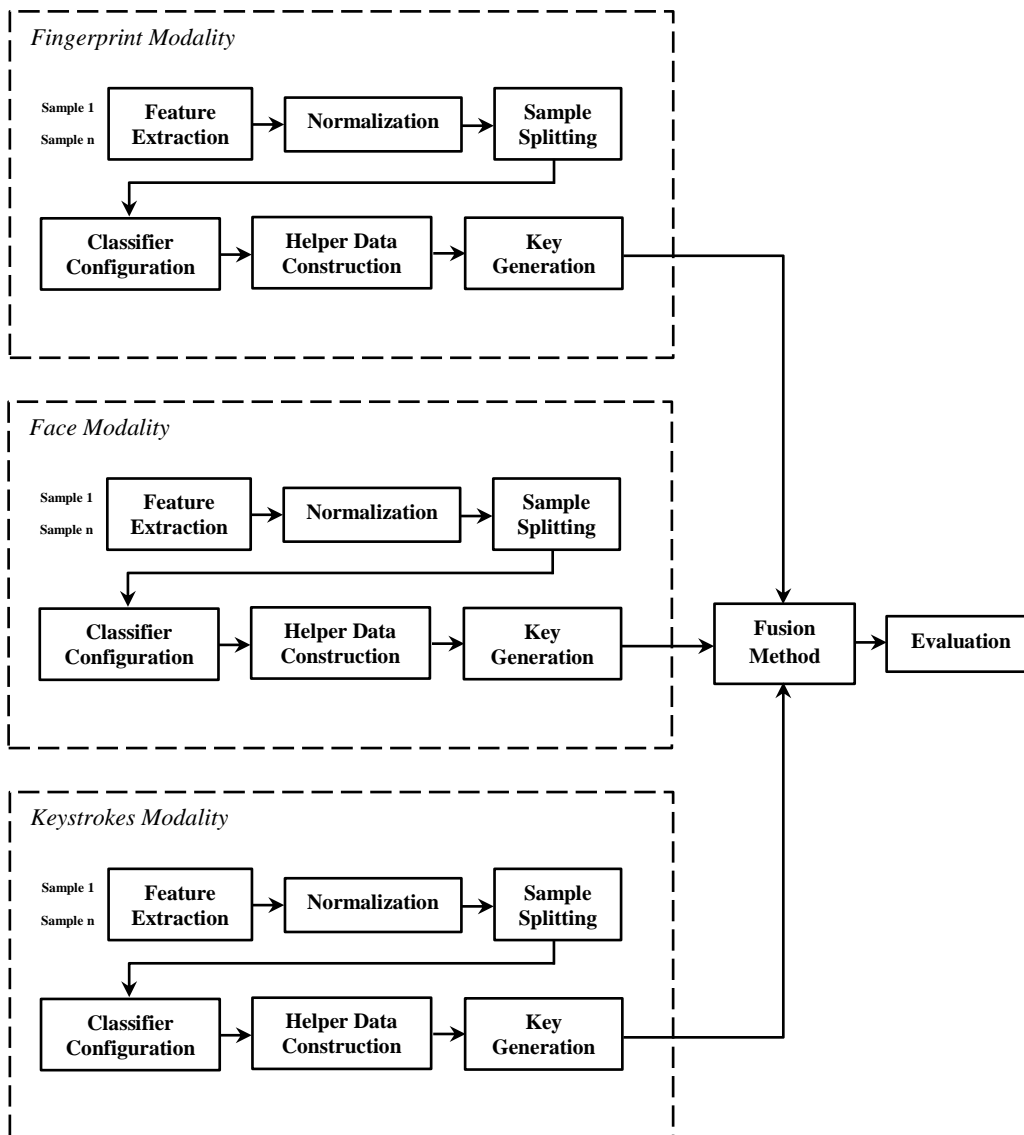 Fingerprint Modality
Sample 1
Sample n
Feature
Extraction
Normalization
Sample
Splitting
Classifier
Configuration
Helper Data
Construction
Key
Generation
Face Modality
Sample 1
Sample n
Feature
Extraction
Normalization
Sample
Splitting
Classifier
Configuration
Helper Data
Construction
Key
Generation
Fusion
Method
Evaluation
Keystrokes Modality
Sample 1
Sample n
Feature
Extraction
Normalization
Sample
Splitting
Classifier
Configuration
Helper Data
Construction
Key
Generation